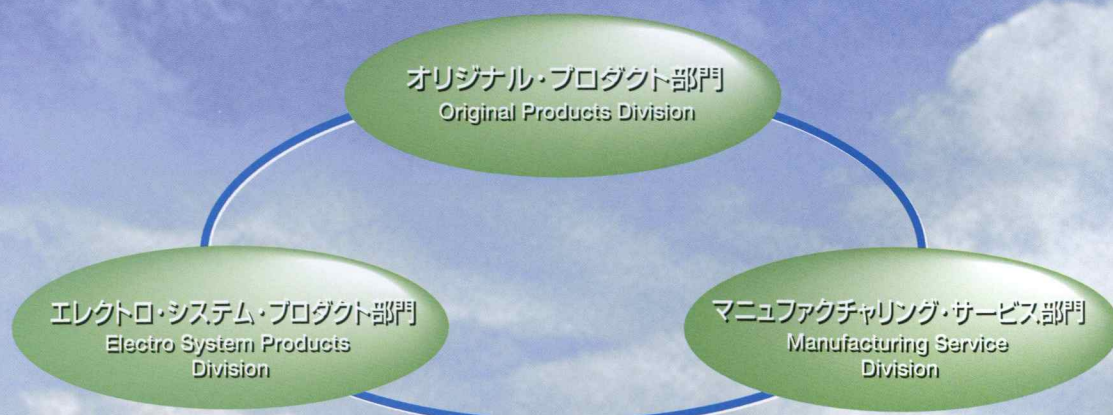 オリジナル・プロダクト部門
Original Products Division
エレクトロ・システム・プロダクト部門
Electro System Products
Division
マニュファクチャリング・サービス部門
Manufacturing Service
Division